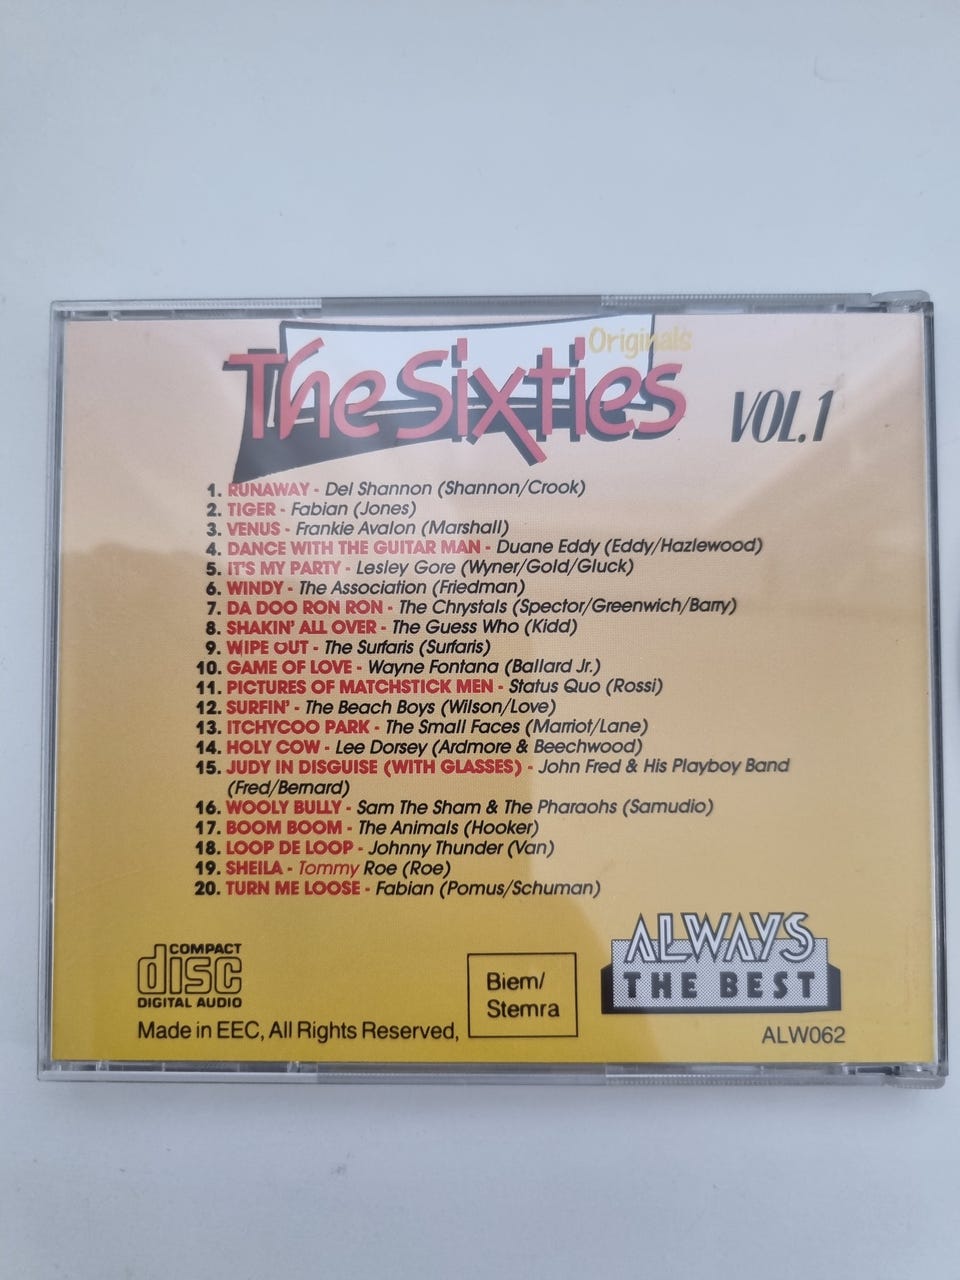 Originals
The Sixties
VOL.1
1. RUNAWAY - Del Shannon (Shannon/Crook)
2. TIGER - Fabian (Jones)
3. VENUS - Frankie Avalon (Marshall)
4. DANCE WITH THE GUITAR MAN - Duane Eddy (Eddy/Hazlewood)
5. IT'S MY PARTY - Lesley Gore (Wyner/Gold/Gluck)
6. WINDY - The Association (Friedman)
7. DA DOO RON RON - The Chrystals (Spector/Greenwich/Barry)
8. SHAKIN' ALL OVER - The Guess Who (Kidd)
9. WIPE OUT - The Surfaris (Surfaris)
10. GAME OF LOVE - Wayne Fontana (Ballard Jr.)
11. PICTURES OF MATCHSTICK MEN - Status Quo (Rossi)
12. SURFIN' - The Beach Boys (Wilson/Love)
13. ITCHYCOO PARK - The Small Faces (Marriot/Lane)
14. HOLY COW - Lee Dorsey (Ardmore & Beechwood)
15. JUDY IN DISGUISE (WITH GLASSES) - John Fred & His Playboy Band
(Fred/Bernard)
16. WOOLY BULLY - Sam The Sham & The Pharaohs (Samudio)
17. BOOM BOOM - The Animals (Hooker)
18. LOOP DE LOOP - Johnny Thunder (Van)
19. SHEILA - Tommy Roe (Roe)
20. TURN ME LOOSE - Fabian (Pomus/Schuman)
COMPACT
disc
DIGITAL AUDIO
Made in EEC, All Rights Reserved,
Biem/
Stemra
ALWAYS
THE BEST
ALW062